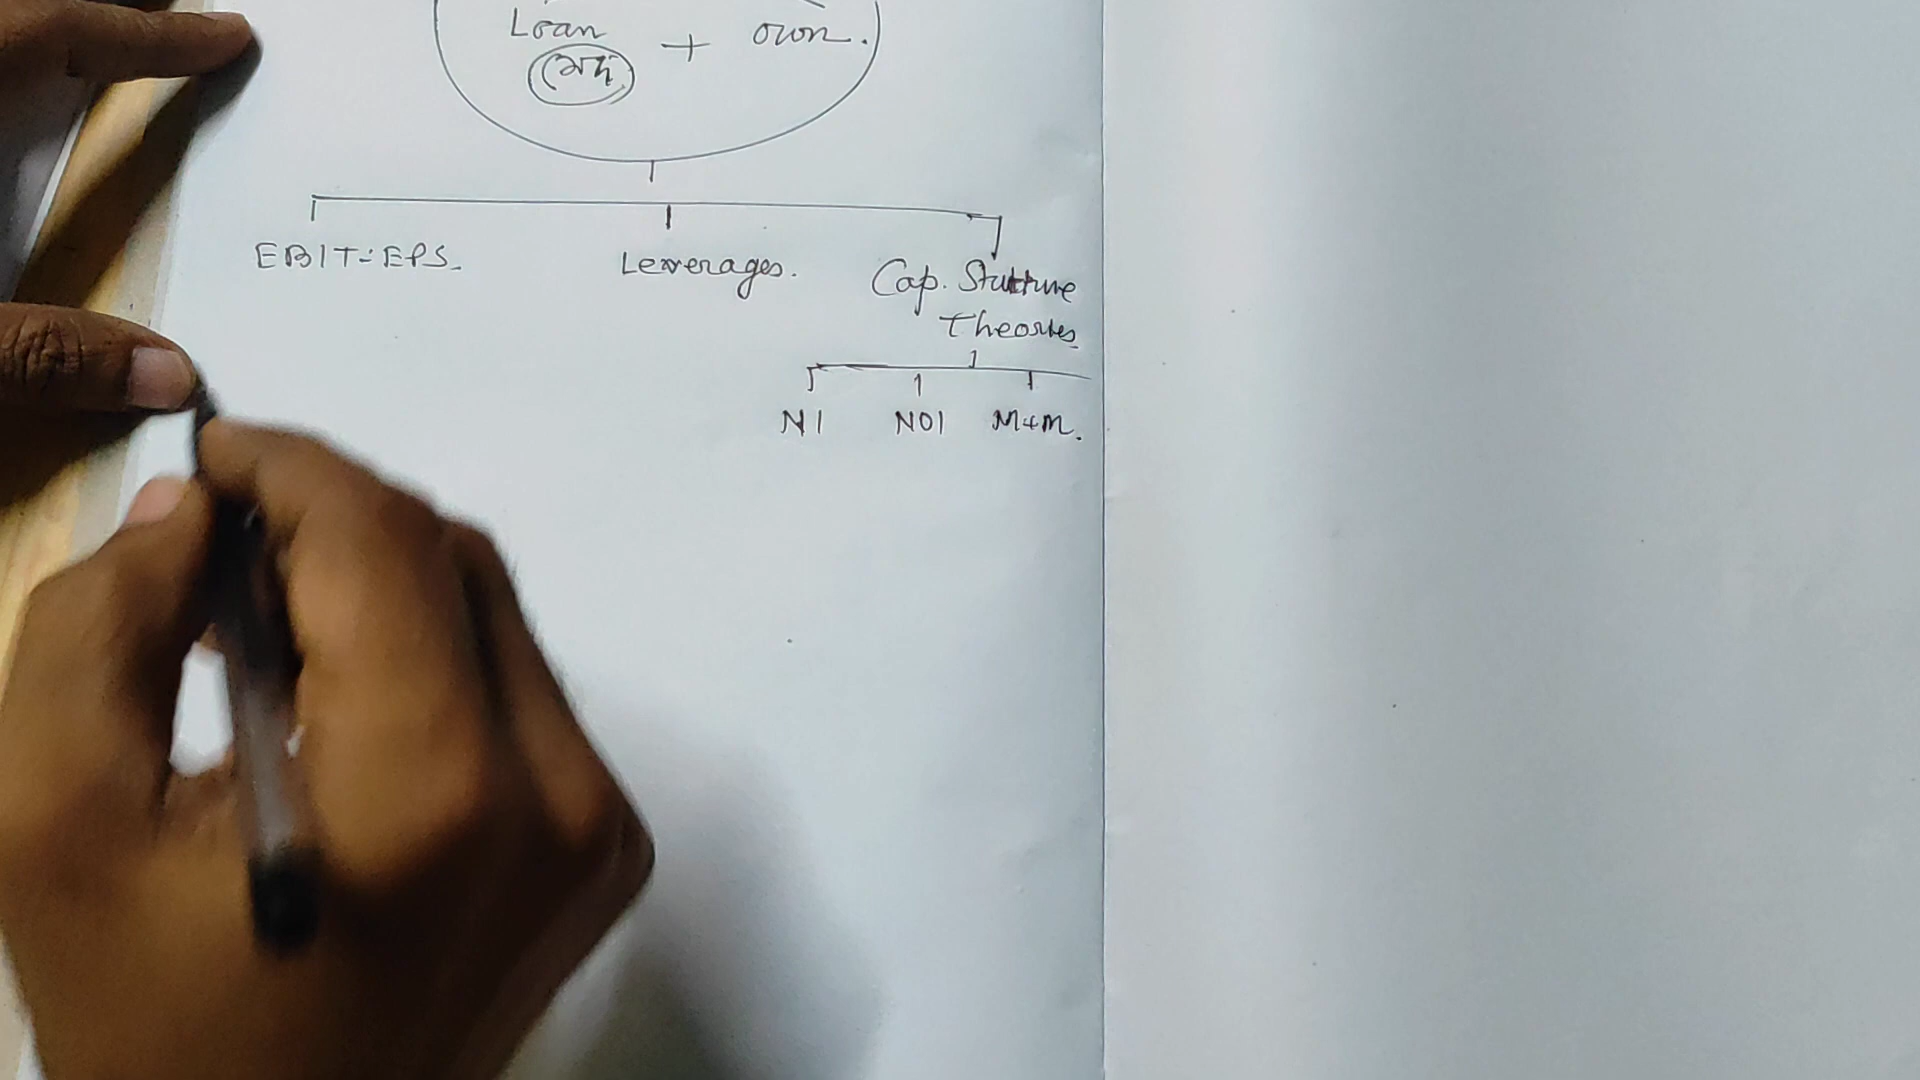 Loan + own.
EBIT-EPS.
Leverages.
Cap. Structure
Theories
NI NOI M&M.